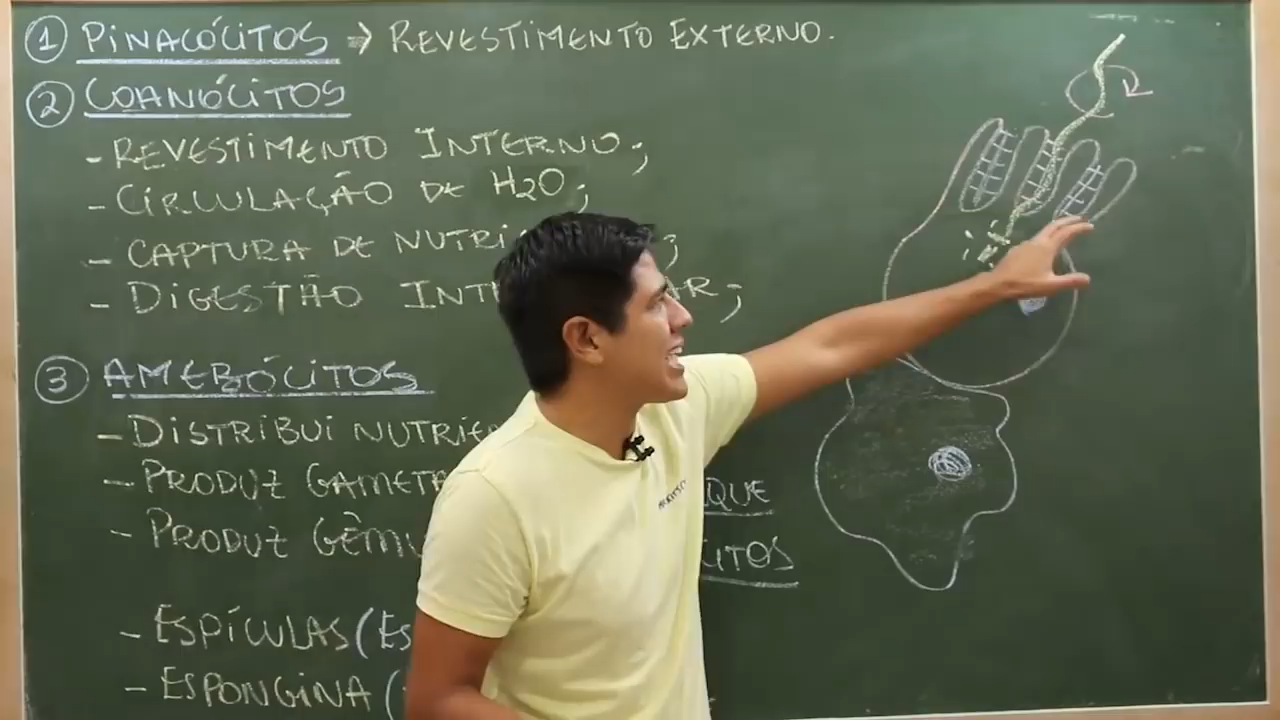 ① PINACÓCITOS → REVESTIMENTO EXTERNO.
② COANÓCITOS
- REVESTIMENTO INTERNO;
- CIRCULAÇÃO DE H2O;
- CAPTURA DE NUTRI ;
- DIGESTÃO INT AR;
③ AMEBÓCITOS
- DISTRIBUI NUTRIE
- PRODUZ GAMETA QUE
- PRODUZ GÊMU CITOS
- ESPÍCULAS (ES
- ESPONGINA (